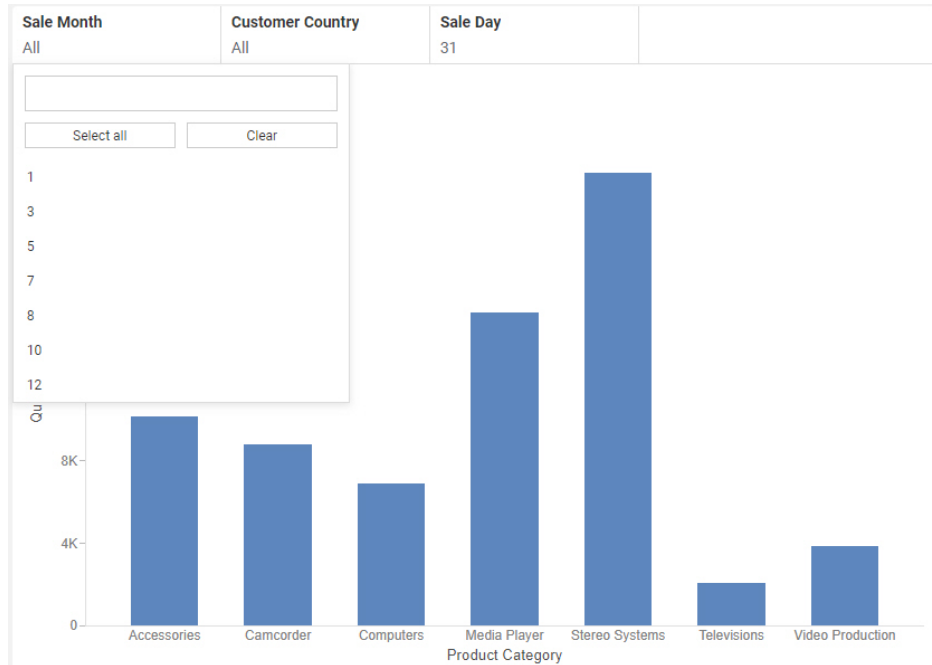 Sale Month
All
Customer Country
All
Sale Day
31
Select all
Clear
1
3
5
7
8
10
12
Qu
8K
4K
0
Accessories
Camcorder
Computers
Media Player
Stereo Systems
Televisions
Video Production
Product Category